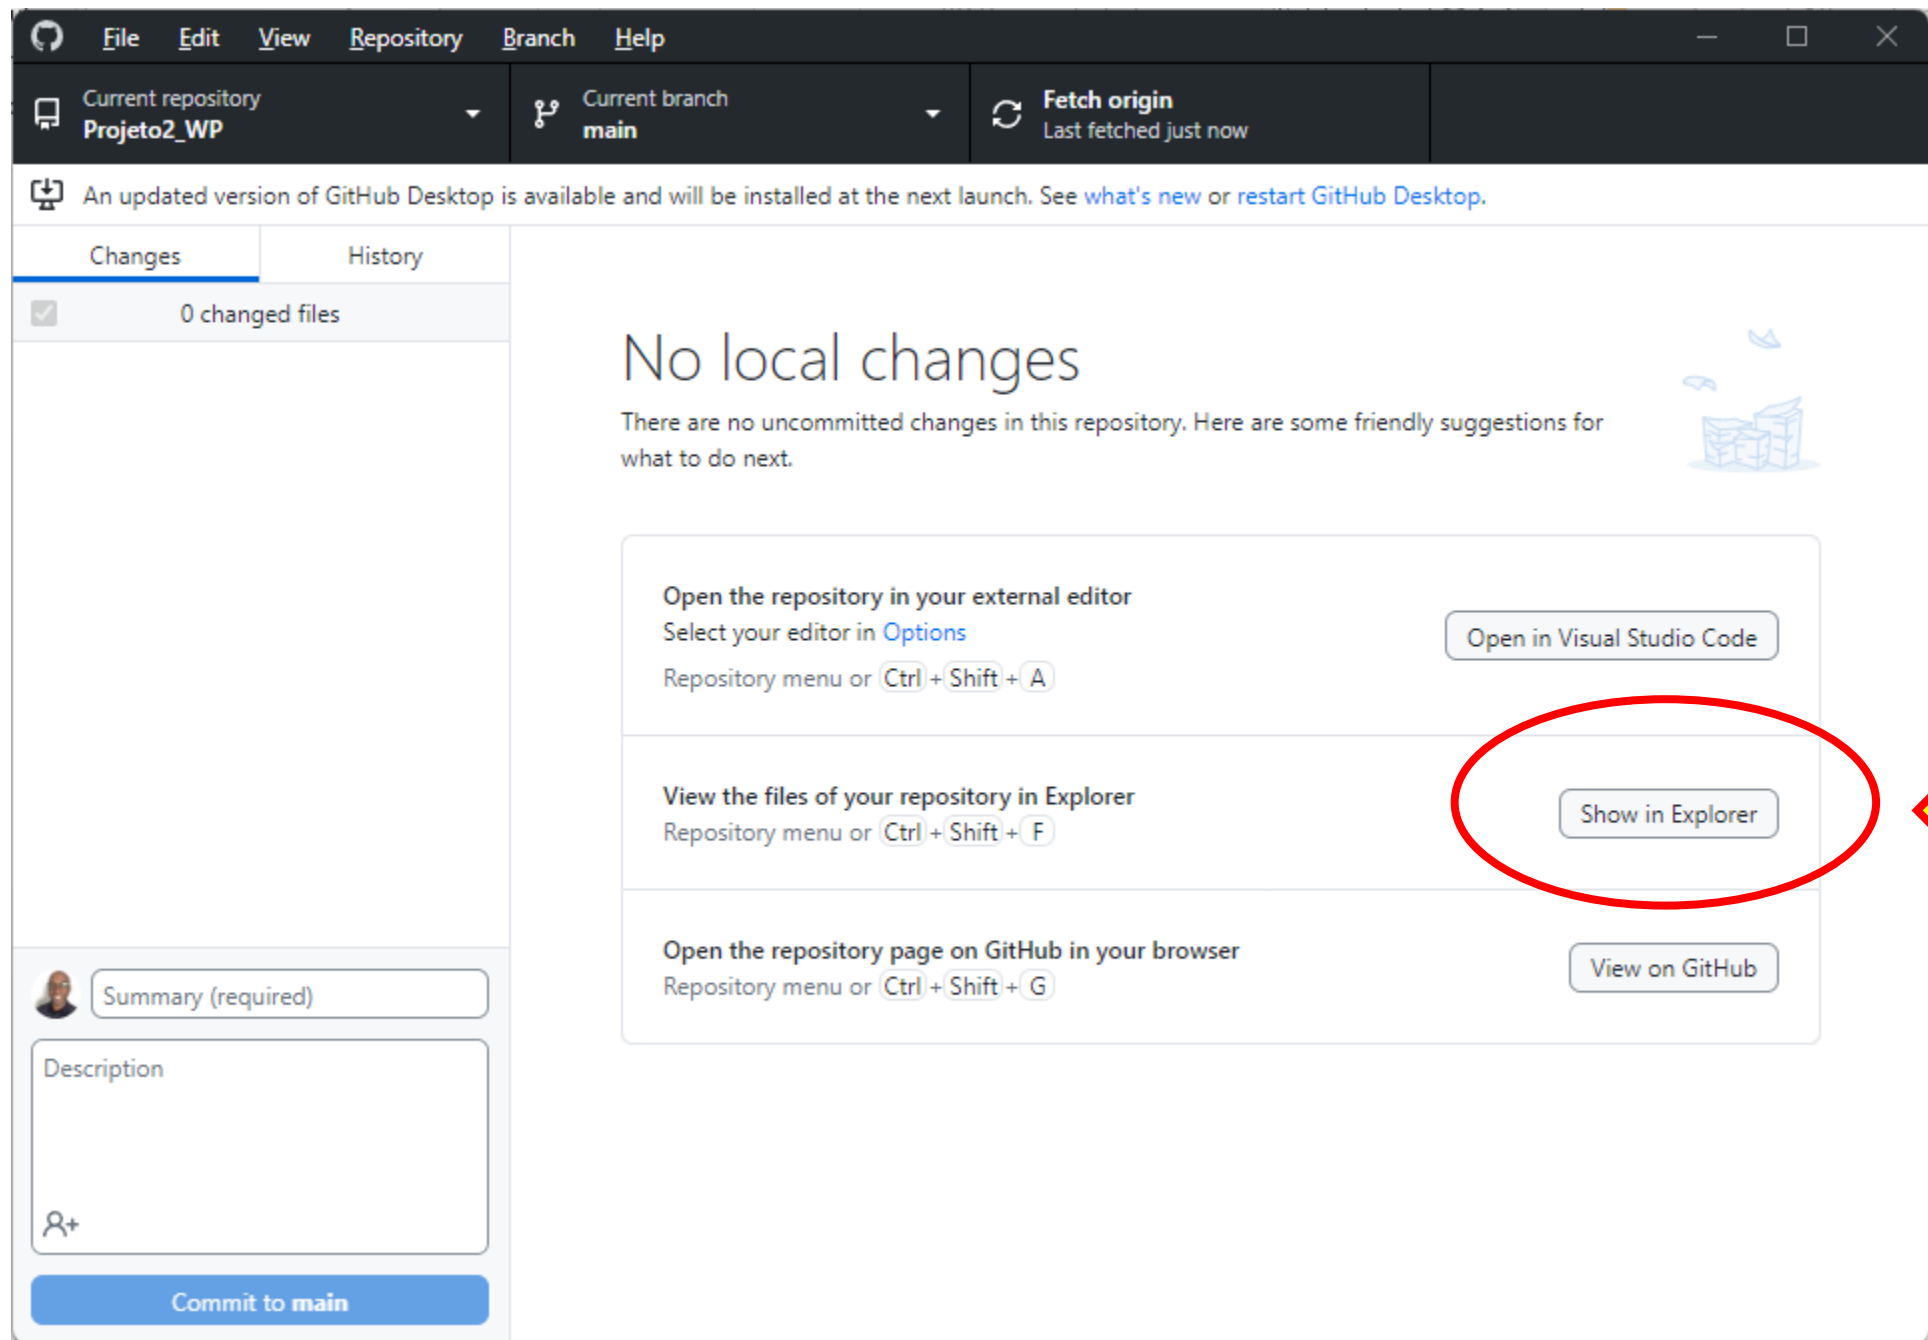 File Edit View Repository Branch Help
Current repository
Projeto2_WP
Current branch
main
Fetch origin
Last fetched just now
An updated version of GitHub Desktop is available and will be installed at the next launch. See what's new or restart GitHub Desktop.
Changes
History
0 changed files
No local changes
There are no uncommitted changes in this repository. Here are some friendly suggestions for
what to do next.
Open the repository in your external editor
Select your editor in Options
Repository menu or Ctrl + Shift + A
Open in Visual Studio Code
View the files of your repository in Explorer
Repository menu or Ctrl + Shift + F
Show in Explorer
Open the repository page on GitHub in your browser
Repository menu or Ctrl + Shift + G
View on GitHub
Summary (required)
Description
Commit to main